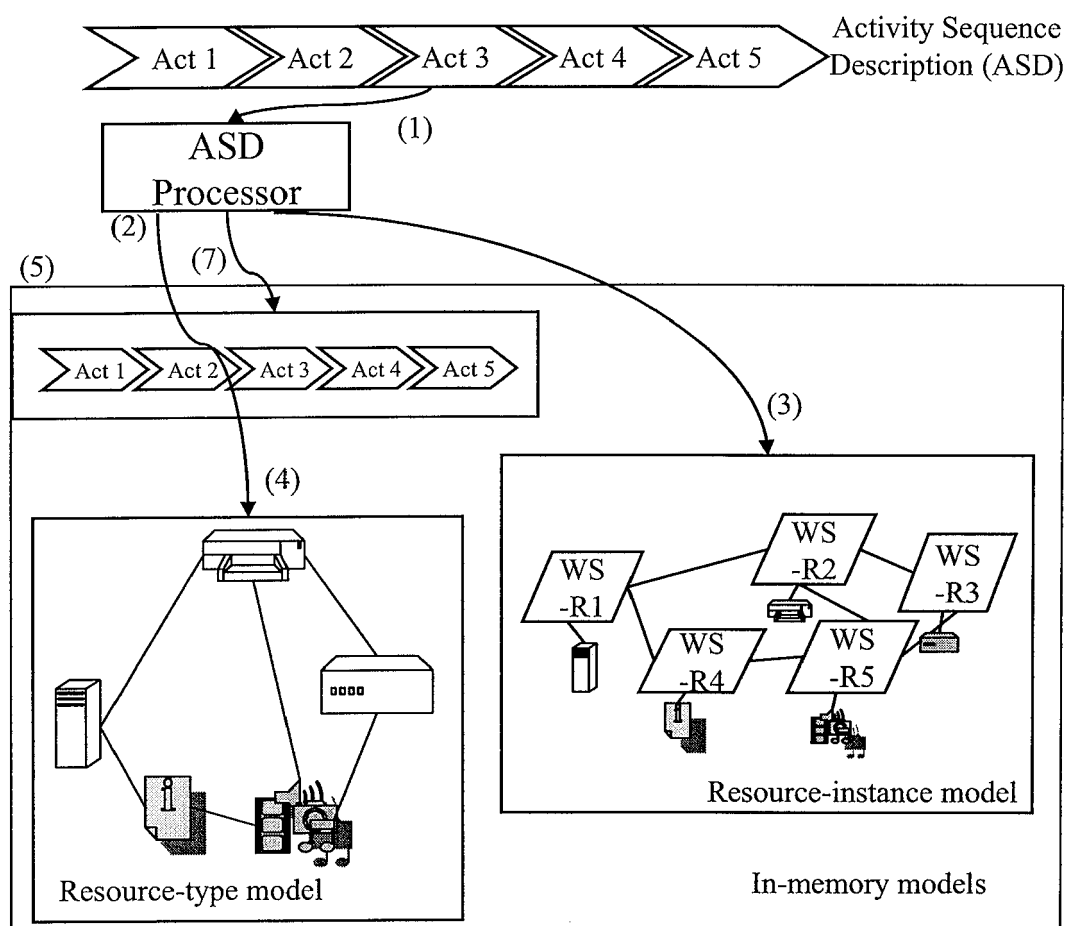 Activity Sequence
Description (ASD)
Act 1 Act 2 Act 3 Act 4 Act 5
(1)
ASD
Processor
(2)
(7)
(5)
Act 1 Act 2 Act 3 Act 4 Act 5
(3)
(4)
WS
-R1
WS
-R2
WS
-R3
WS
-R4
WS
-R5
i
i
Resource-instance model
Resource-type model
In-memory models